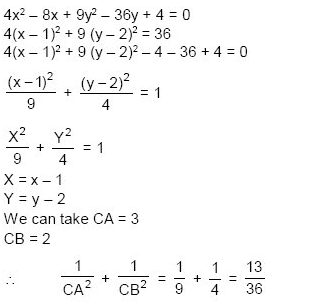 4x² – 8x + 9y² – 36y + 4 = 0
4(x – 1)² + 9 (y – 2)² = 36
4(x – 1)² + 9 (y – 2)² – 4 – 36 + 4 = 0
(x – 1)²/9 + (y – 2)²/4 = 1
X²/9 + Y²/4 = 1
X = x – 1
Y = y – 2
We can take CA = 3
CB = 2
∴ 1/CA² + 1/CB² = 1/9 + 1/4 = 13/36